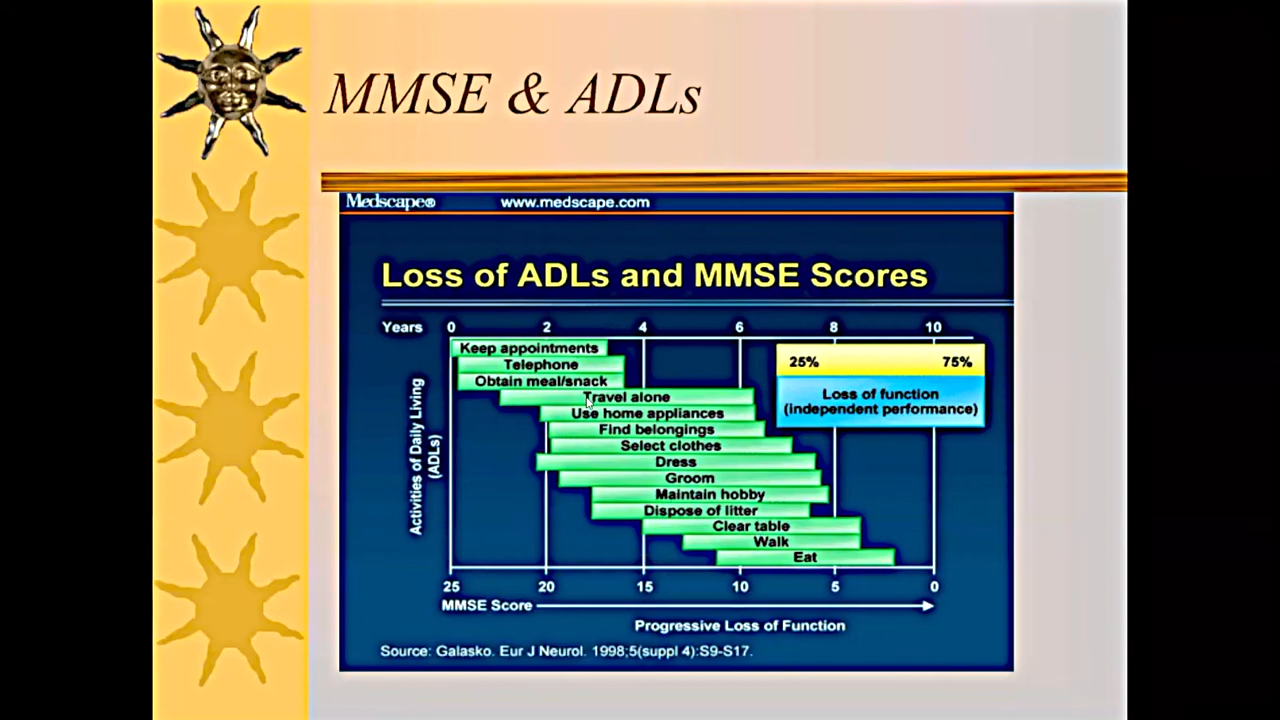 MMSE & ADLs
Medscape® www.medscape.com
Loss of ADLs and MMSE Scores
Years 0 2 4 6 8 10
Keep appointments
Telephone
Obtain meal/snack
Travel alone
Use home appliances
Find belongings
Select clothes
Dress
Groom
Maintain hobby
Dispose of litter
Clear table
Walk
Eat
25% 75%
Loss of function
(independent performance)
Activities of Daily Living
(ADLs)
25 20 15 10 5 0
MMSE Score
Progressive Loss of Function
Source: Galasko. Eur J Neurol. 1998;5(suppl 4):S9-S17.